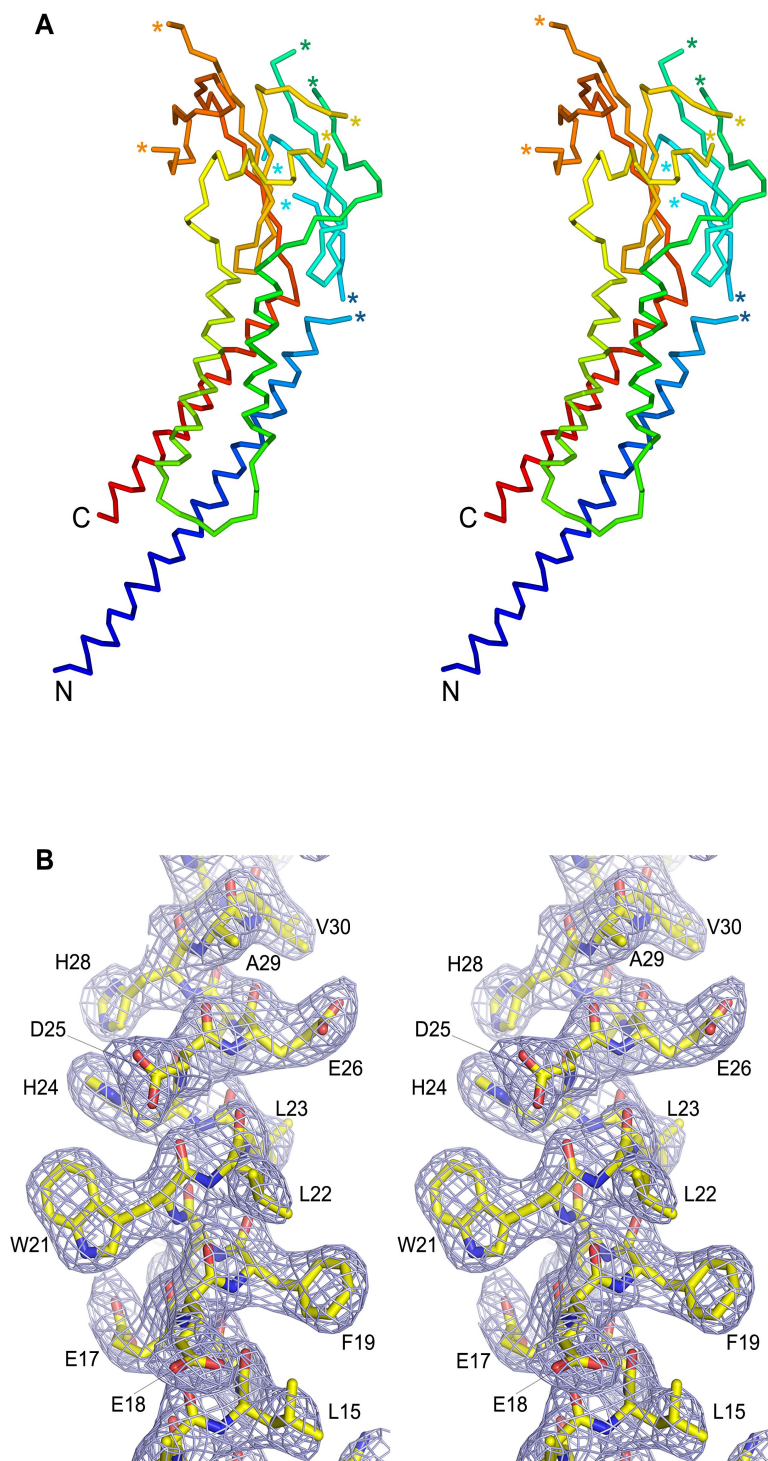 A
* * * * * * * * * *
* * * * * * * * * *
C C
N N
B
V30 V30
H28 A29 H28 A29
D25 D25
E26 E26
H24 H24
L23 L23
L22 L22
W21 W21
F19 F19
E17 E17
E18 E18
L15 L15